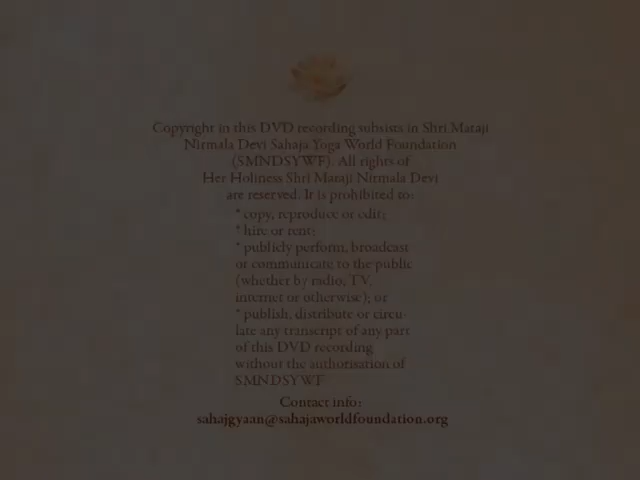 Copyright in this DVD recording subsists in Shri Mataji
Nirmala Devi Sahaja Yoga World Foundation
(SMNDSYWF). All rights of
Her Holiness Shri Mataji Nirmala Devi
are reserved. It is prohibited to:
* copy, reproduce or edit;
* hire or rent;
* publicly perform, broadcast
or communicate to the public
(whether by radio, TV,
internet or otherwise); or
* publish, distribute or circu-
late any transcript of any part
of this DVD recording
without the authorisation of
SMNDSYWF
Contact info:
sahajgyaan@sahajaworldfoundation.org